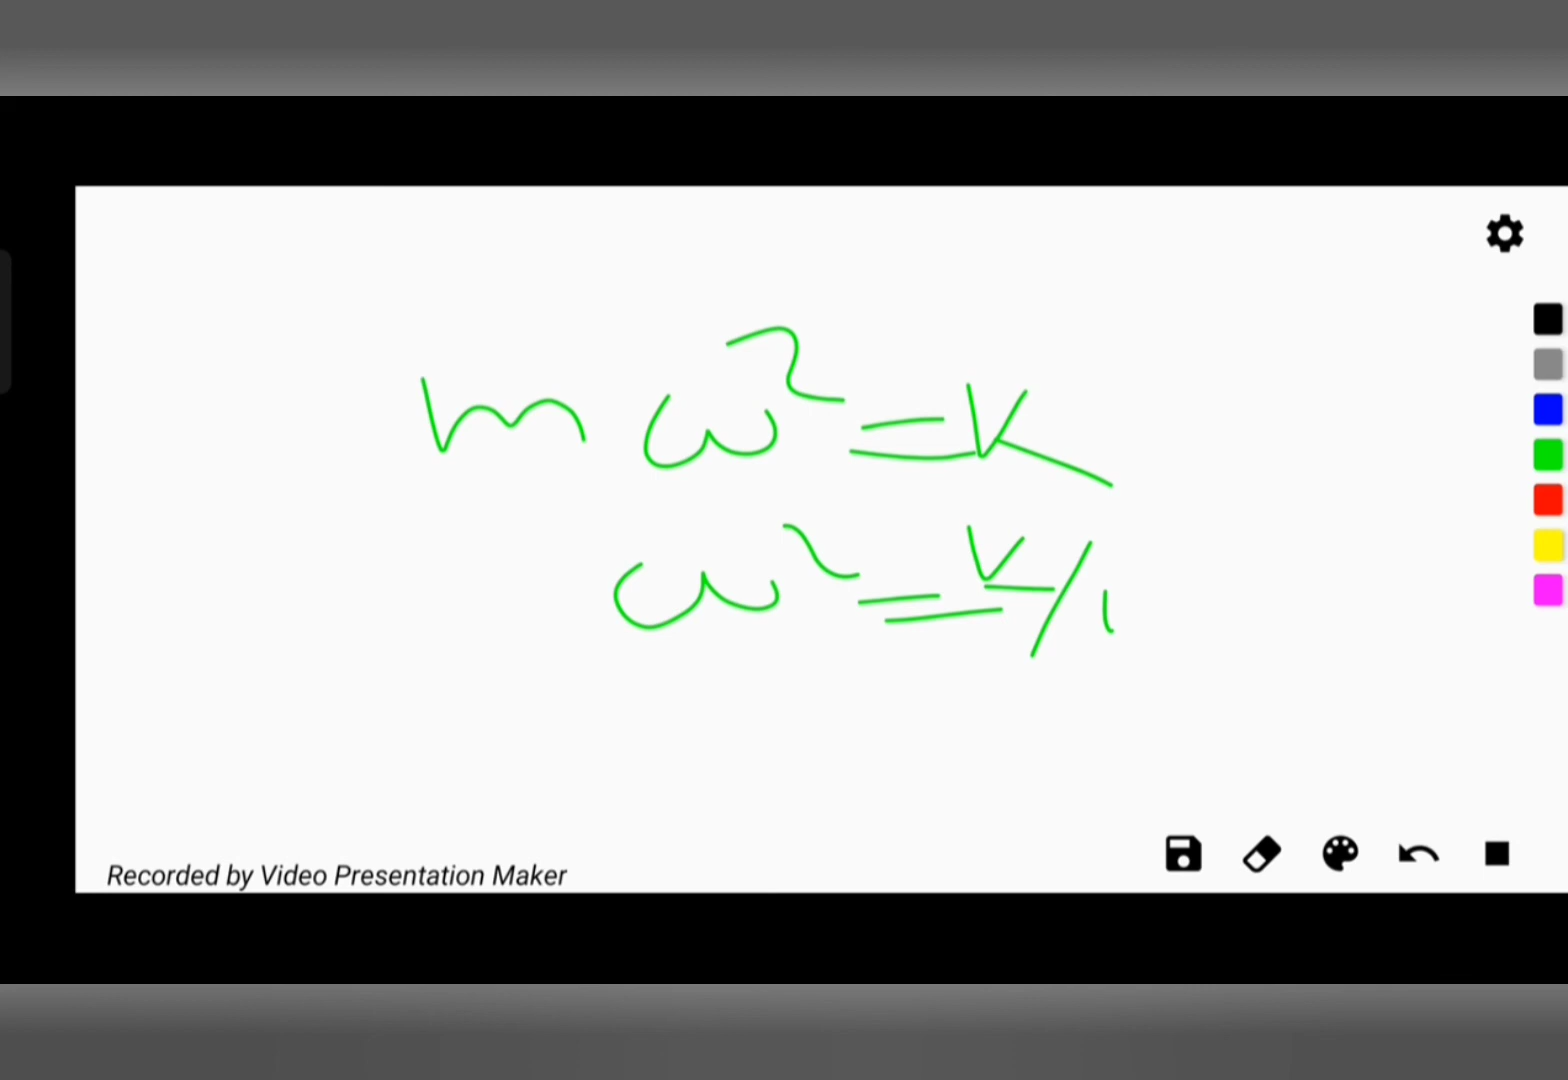 mω² = K
ω² = K/
Recorded by Video Presentation Maker